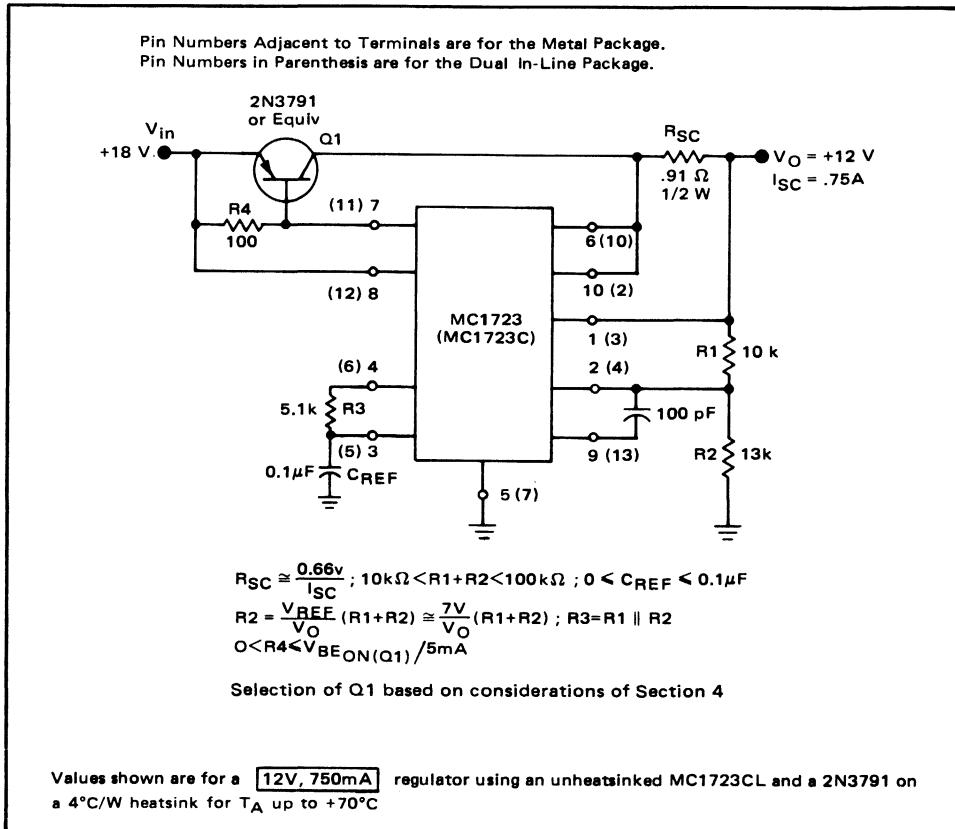 Pin Numbers Adjacent to Terminals are for the Metal Package.
Pin Numbers in Parenthesis are for the Dual In-Line Package.
2N3791
or Equiv
Q1
Vin
+18 V
RSC
.91 Ω
1/2 W
VO = +12 V
ISC = .75A
R4
100
(11) 7
6 (10)
(12) 8
10 (2)
MC1723
(MC1723C)
1 (3)
R1
10 k
2 (4)
(6) 4
5.1k
R3
100 pF
(5) 3
9 (13)
R2
13k
0.1μF
CREF
5 (7)
RSC ≅ 0.66v/ISC ; 10kΩ<R1+R2<100kΩ ; 0 ≤ CREF ≤ 0.1μF
R2 = VREF/VO (R1+R2) ≅ 7V/VO (R1+R2) ; R3=R1 || R2
O<R4≤VBEON(Q1)/5mA
Selection of Q1 based on considerations of Section 4
Values shown are for a 12V, 750mA regulator using an unheatsinked MC1723CL and a 2N3791 on
a 4°C/W heatsink for TA up to +70°C